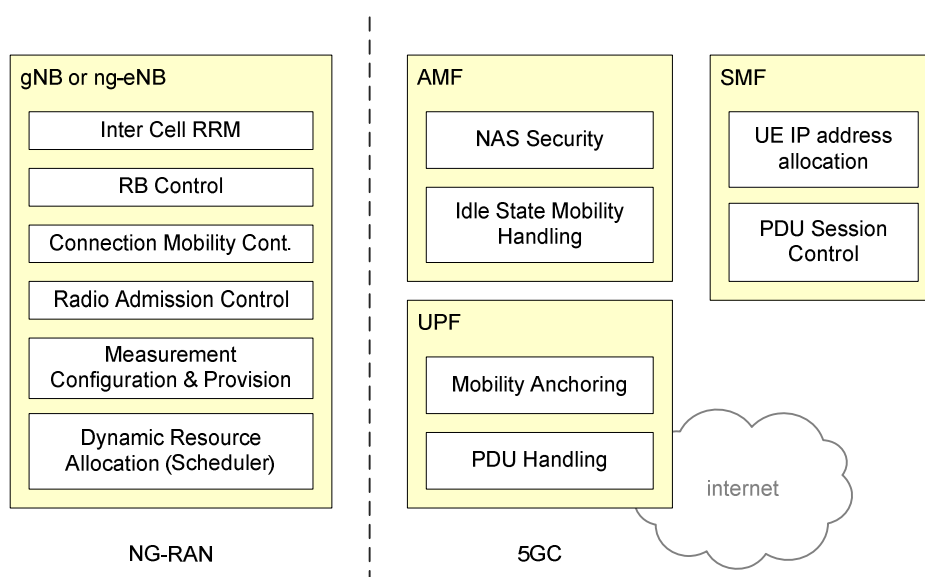 gNB or ng-eNB
Inter Cell RRM
RB Control
Connection Mobility Cont.
Radio Admission Control
Measurement
Configuration & Provision
Dynamic Resource
Allocation (Scheduler)
NG-RAN
AMF
NAS Security
Idle State Mobility
Handling
SMF
UE IP address
allocation
PDU Session
Control
UPF
Mobility Anchoring
PDU Handling
internet
5GC